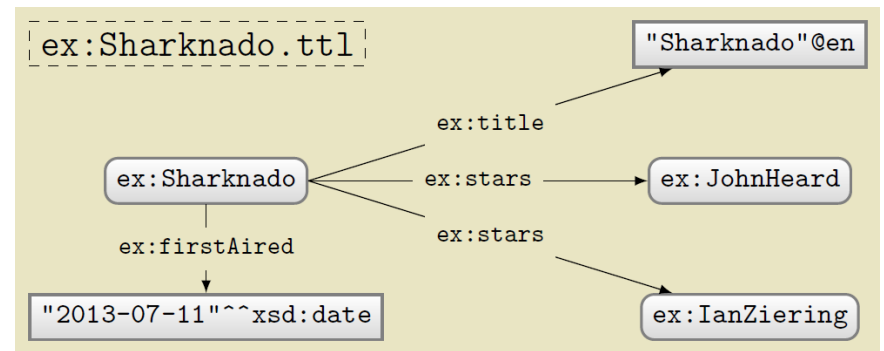 ex:Sharknado.ttl
"Sharknado"@en
ex:title
ex:Sharknado
ex:stars
ex:JohnHeard
ex:stars
ex:firstAired
"2013-07-11"^^xsd:date
ex:IanZiering